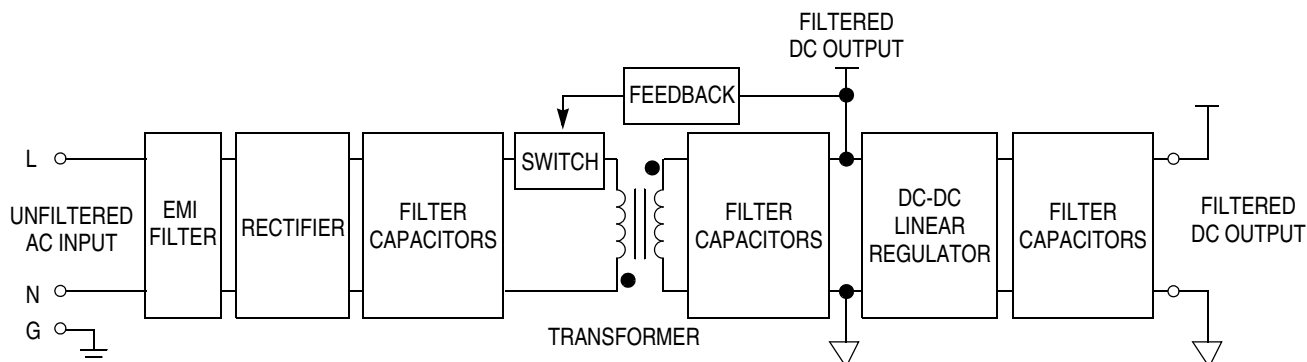 FILTERED
DC OUTPUT
FEEDBACK
L
SWITCH
UNFILTERED
AC INPUT
EMI
FILTER
RECTIFIER
FILTER
CAPACITORS
FILTER
CAPACITORS
DC-DC
LINEAR
REGULATOR
FILTER
CAPACITORS
FILTERED
DC OUTPUT
N
G
TRANSFORMER